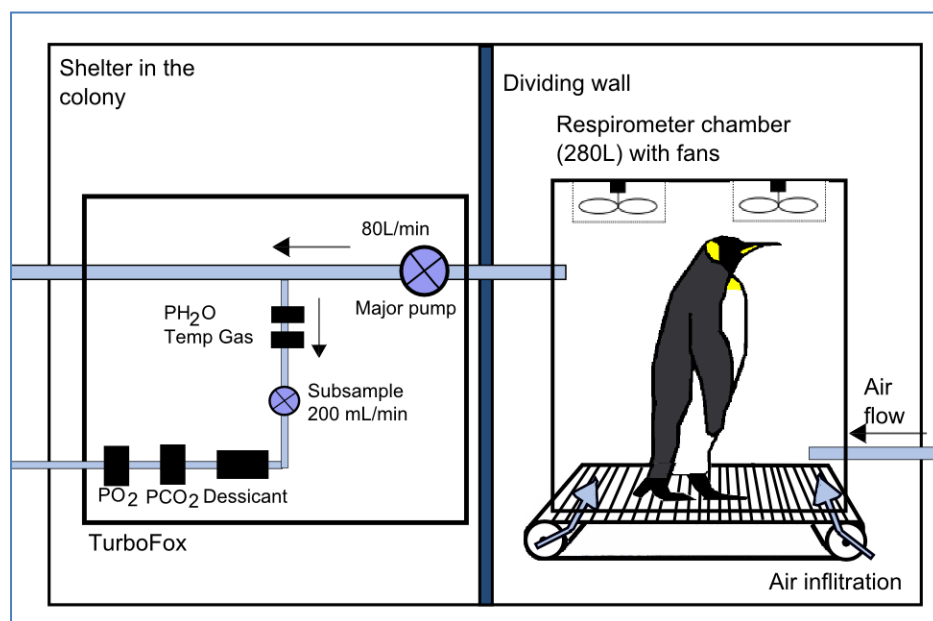 Shelter in the
colony
Dividing wall
Respirometer chamber
(280L) with fans
80L/min
Major pump
PH2O
Temp Gas
Subsample
200 mL/min
Air
flow
PO2 PCO2 Dessicant
TurboFox
Air inflitration